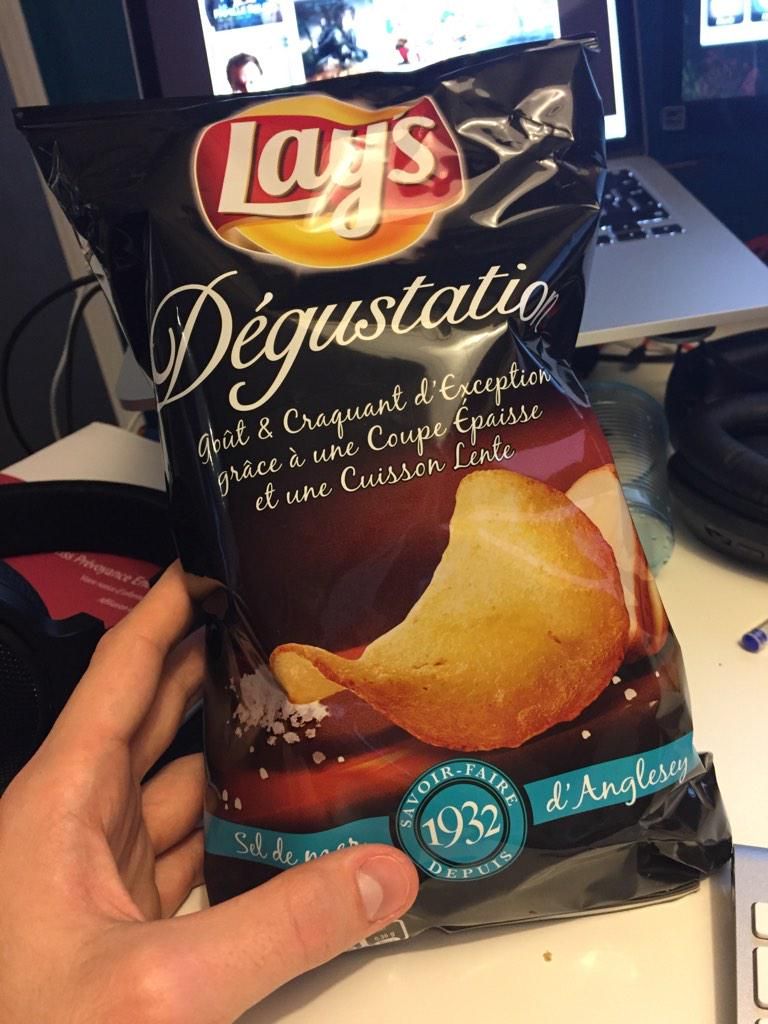 Lay's
Dégustation
goût & Craquant d'Exception
grâce à une Coupe Épaisse
et une Cuisson Lente
Sel de mer
d'Anglesey
SAVOIR-FAIRE
1932
DEPUIS